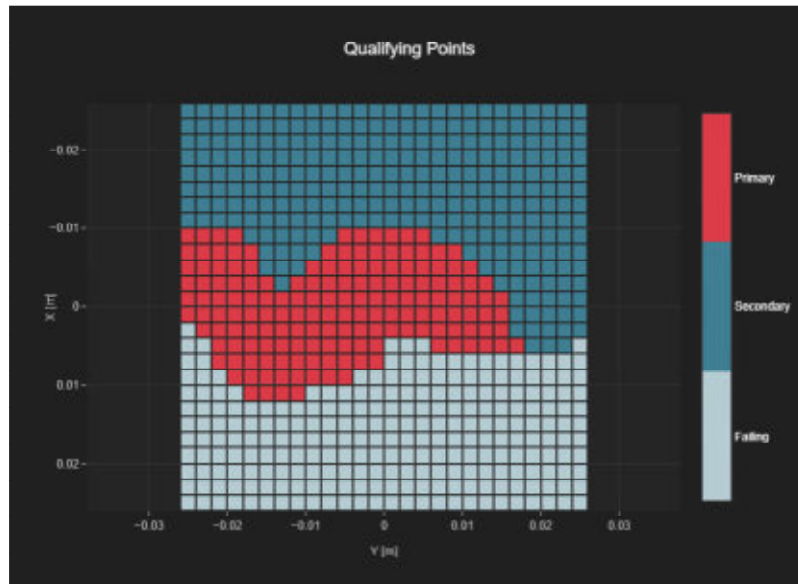 Qualifying Points
−0.02
−0.01
0
0.01
0.02
X [m]
−0.03
−0.02
−0.01
0
0.01
0.02
0.03
Y [m]
Primary
Secondary
Failing